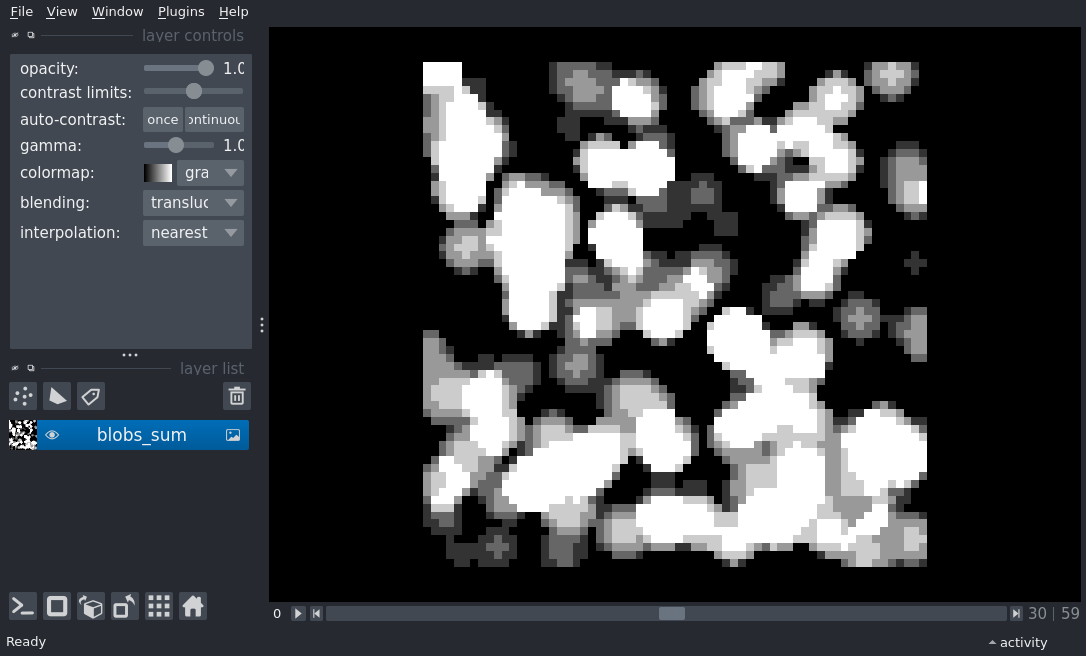 File View Window Plugins Help
layer controls
opacity: 1.0
contrast limits:
auto-contrast: once ontinuou
gamma: 1.0
colormap: gra
blending: transluc
interpolation: nearest
layer list
blobs_sum
0 30 | 59
Ready activity